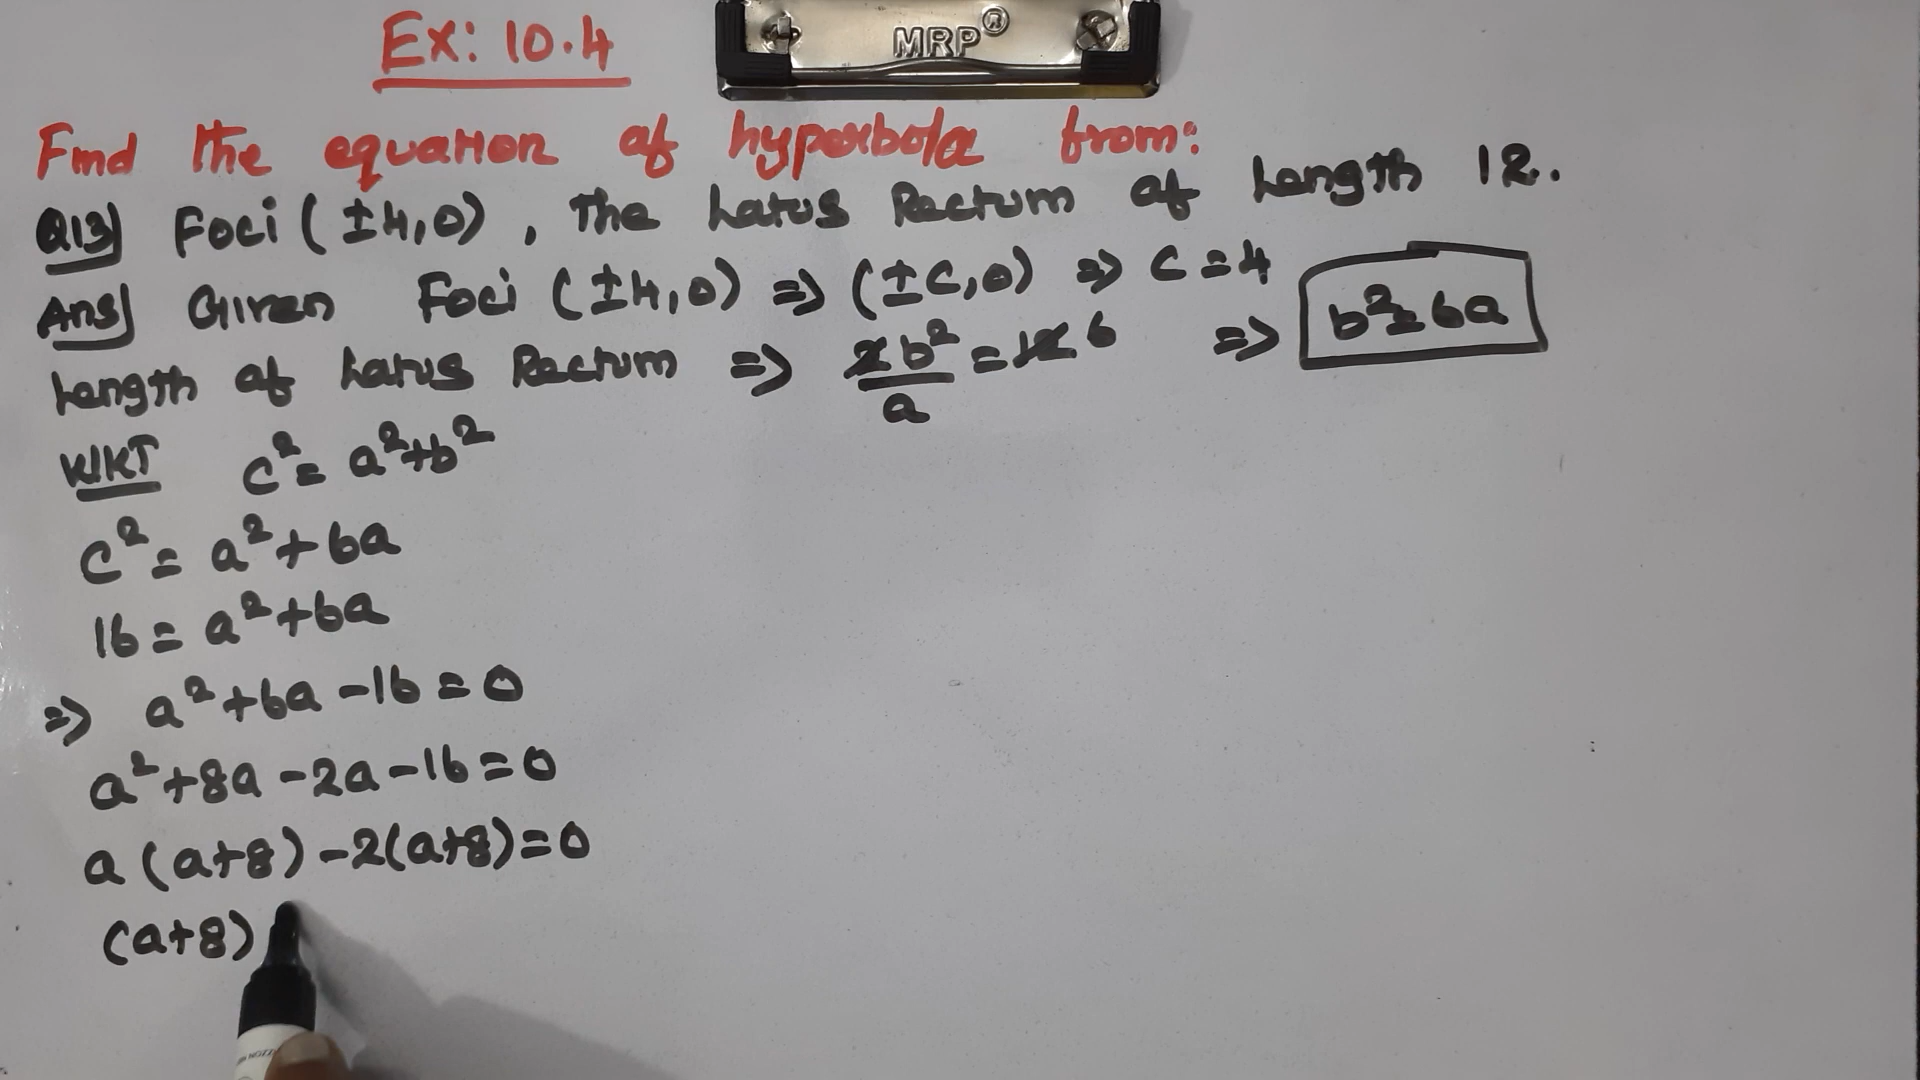 MRP®
Ex: 10.4
Find the equation of hyperbola from:
Q13) Foci (±4,0), The Latus Rectum of Length 12.
Ans) Given Foci (±4,0) => (±C,0) => C=4
Length of Latus Rectum => 2b²/a = 12 6 => b²=6a
WKT c²= a²+b²
c²= a²+6a
16= a²+6a
=> a²+6a-16=0
a²+8a-2a-16=0
a(a+8)-2(a+8)=0
(a+8)